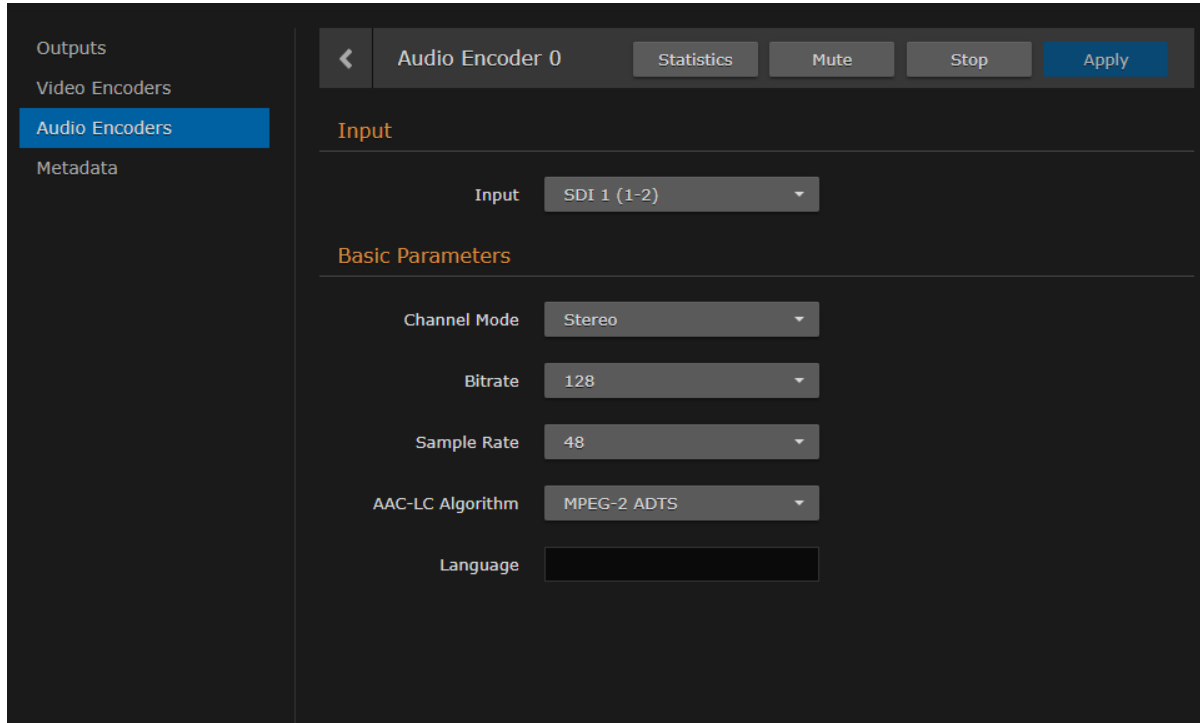 Outputs
Video Encoders
Audio Encoders
Metadata
Audio Encoder 0 Statistics Mute Stop Apply
Input
Input SDI 1 (1-2)
Basic Parameters
Channel Mode Stereo
Bitrate 128
Sample Rate 48
AAC-LC Algorithm MPEG-2 ADTS
Language